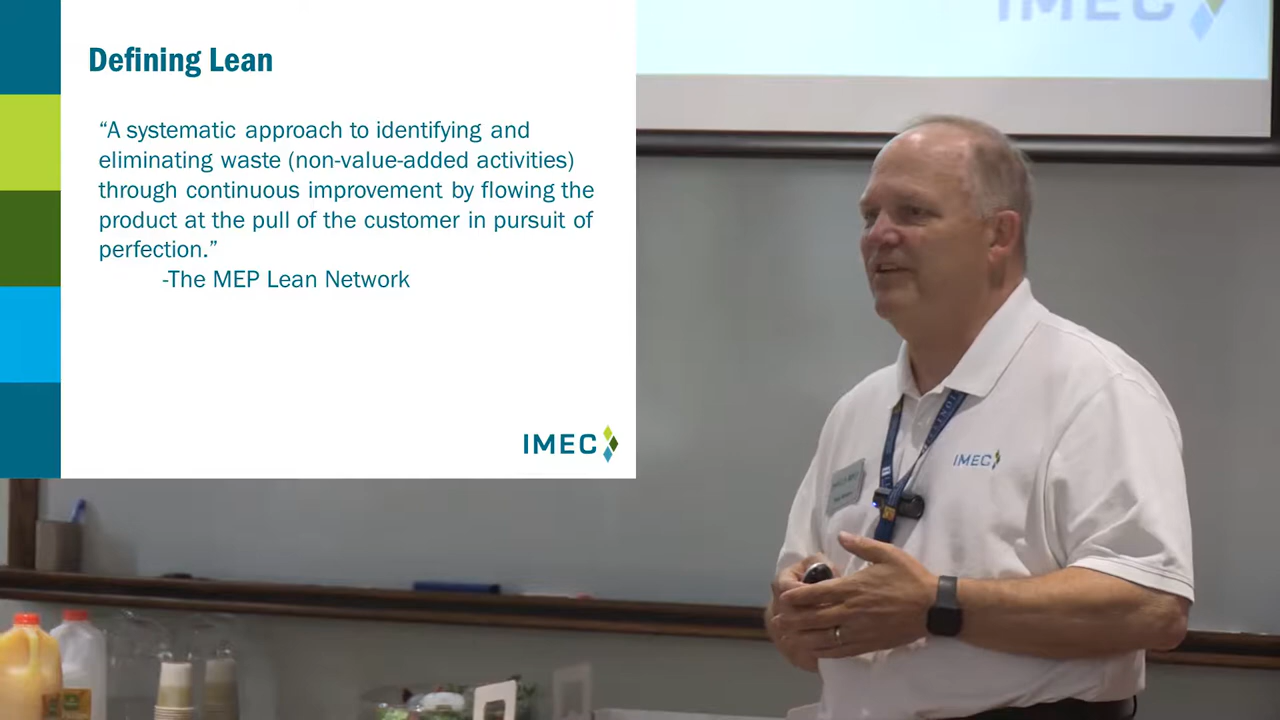 Defining Lean
“A systematic approach to identifying and
eliminating waste (non-value-added activities)
through continuous improvement by flowing the
product at the pull of the customer in pursuit of
perfection.”
-The MEP Lean Network
IMEC
IMEC
IMEC